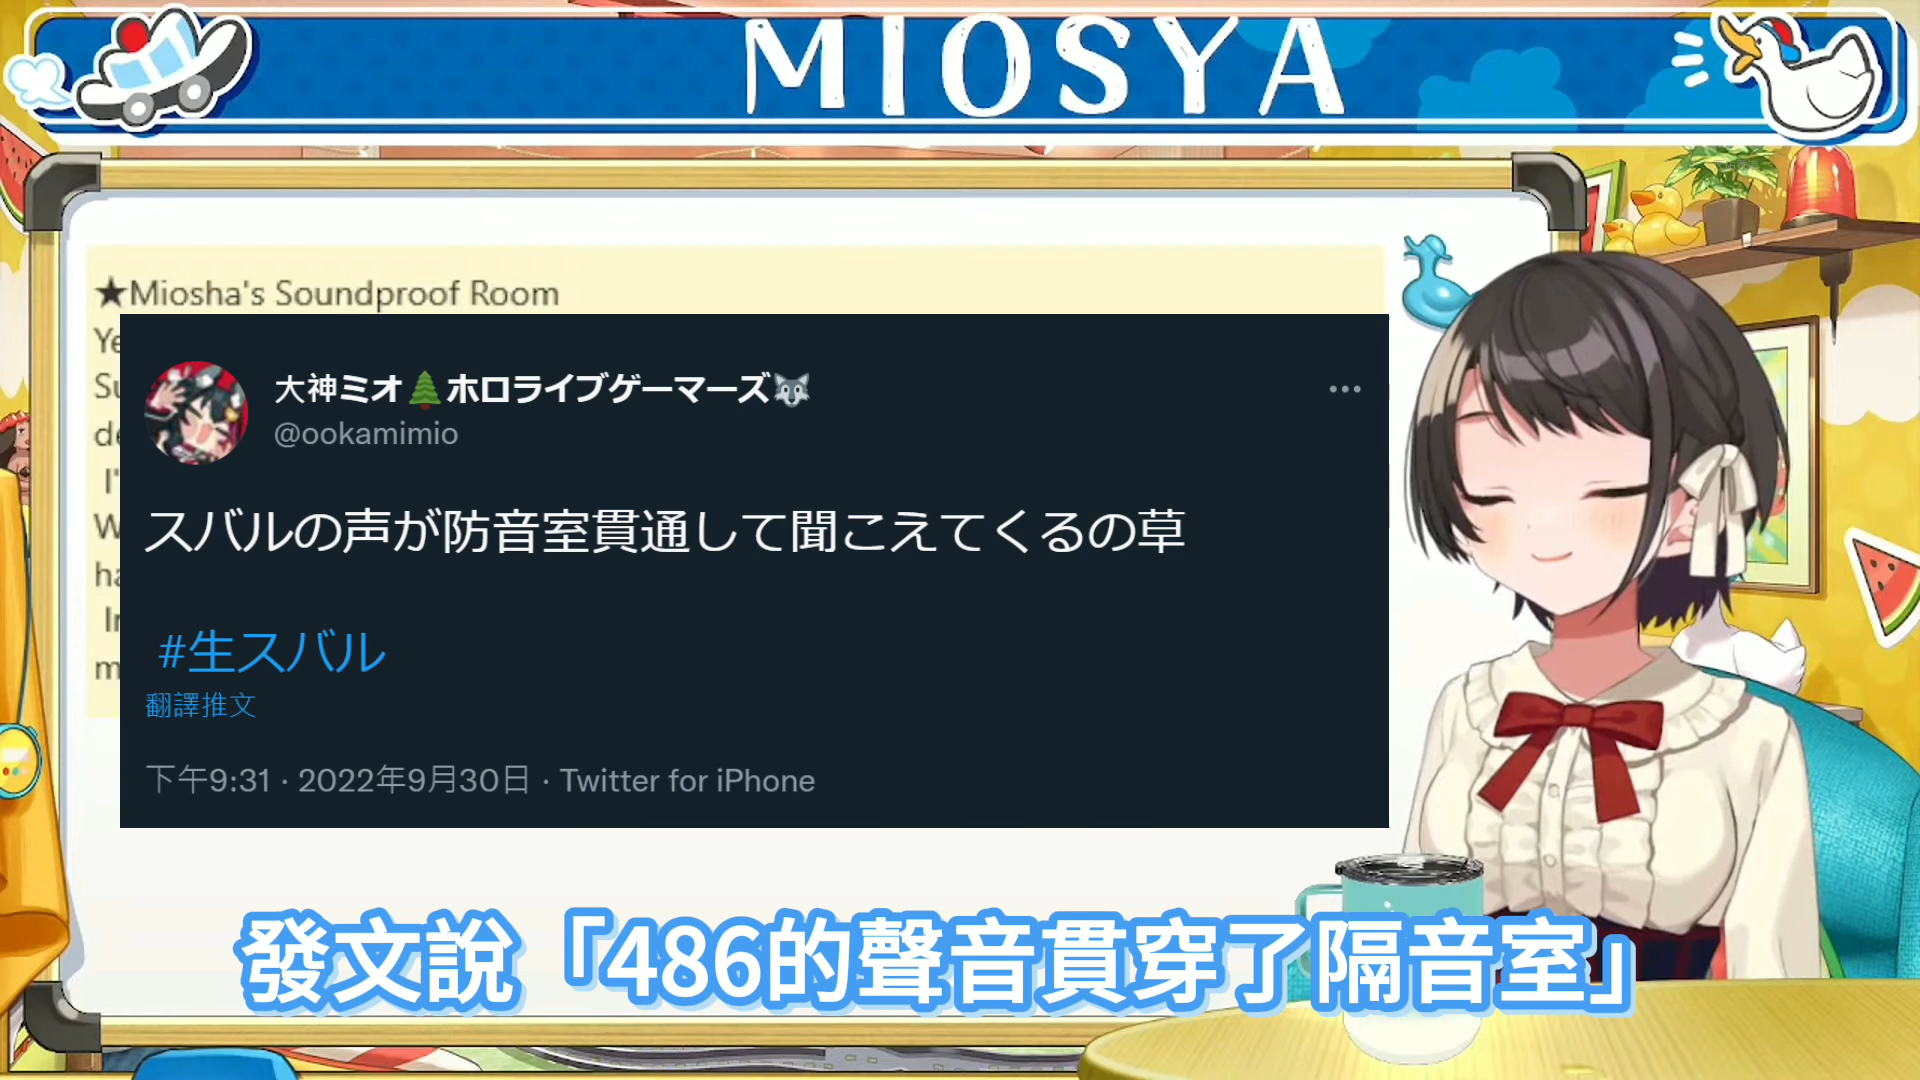 MIOSYA
★Miosha's Soundproof Room
大神ミオ🌲ホロライブゲーマーズ🐺
@ookamimio
スバルの声が防音室貫通して聞こえてくるの草
#生スバル
翻譯推文
下午9:31 · 2022年9月30日 · Twitter for iPhone
發文說「486的聲音貫穿了隔音室」